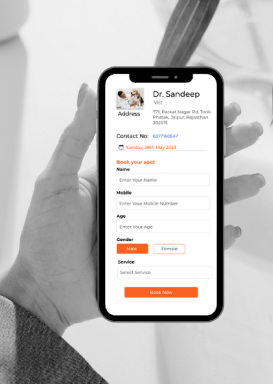 Dr. Sandeep
Vet
Address
771, Barkat Nagar Rd, Tonk
Phatak, Jaipur, Rajasthan
302015
Contact No: 6377961547
Sunday, 28th May 2023
Book your spot
Name
Enter Your Name
Mobile
Enter Your Mobile Number
Age
Enter Your Age
Gender
Male Female
Service
Select Service
Book Now